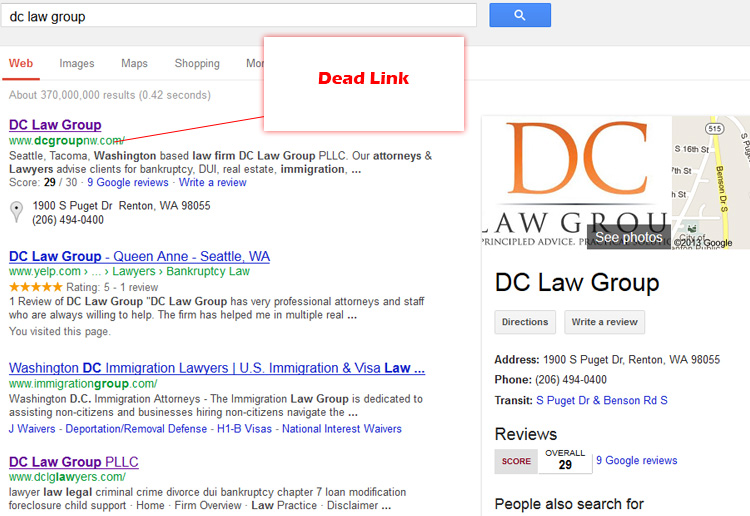 dc law group
Web Images Maps Shopping Mor
Dead Link
About 370,000,000 results (0.42 seconds)
DC Law Group
www.dcgroupnw.com/
Seattle, Tacoma, Washington based law firm DC Law Group PLLC. Our attorneys &
Lawyers advise clients for bankruptcy, DUI, real estate, immigration, ...
Score: 29 / 30 · 9 Google reviews · Write a review
1900 S Puget Dr Renton, WA 98055
(206) 494-0400
DC Law Group - Queen Anne - Seattle, WA
www.yelp.com › ... › Lawyers › Bankruptcy Law
Rating: 5 - 1 review
1 Review of DC Law Group "DC Law Group has very professional attorneys and staff
who are always willing to help. The firm has helped me in multiple real ...
You visited this page.
Washington DC Immigration Lawyers | U.S. Immigration & Visa Law ...
www.immigrationgroup.com/
Washington D.C. Immigration Attorneys - The Immigration Law Group is dedicated to
assisting non-citizens and businesses hiring non-citizens navigate the ...
J Waivers - Deportation/Removal Defense - H1-B Visas - National Interest Waivers
DC Law Group PLLC
www.dclglawyers.com/
lawyer law legal criminal crime divorce dui bankruptcy chapter 7 loan modification
foreclosure child support · Home · Firm Overview · Law Practice · Disclaimer ...
DC
LAW GROU
PRINCIPLED ADVICE. PRACTICAL SOLUTION
See photos
515
S 16th St
7th St
Benson Dr S
City of
©2013 Google
DC Law Group
Directions Write a review
Address: 1900 S Puget Dr, Renton, WA 98055
Phone: (206) 494-0400
Transit: S Puget Dr & Benson Rd S
Reviews
SCORE OVERALL 29 9 Google reviews
People also search for